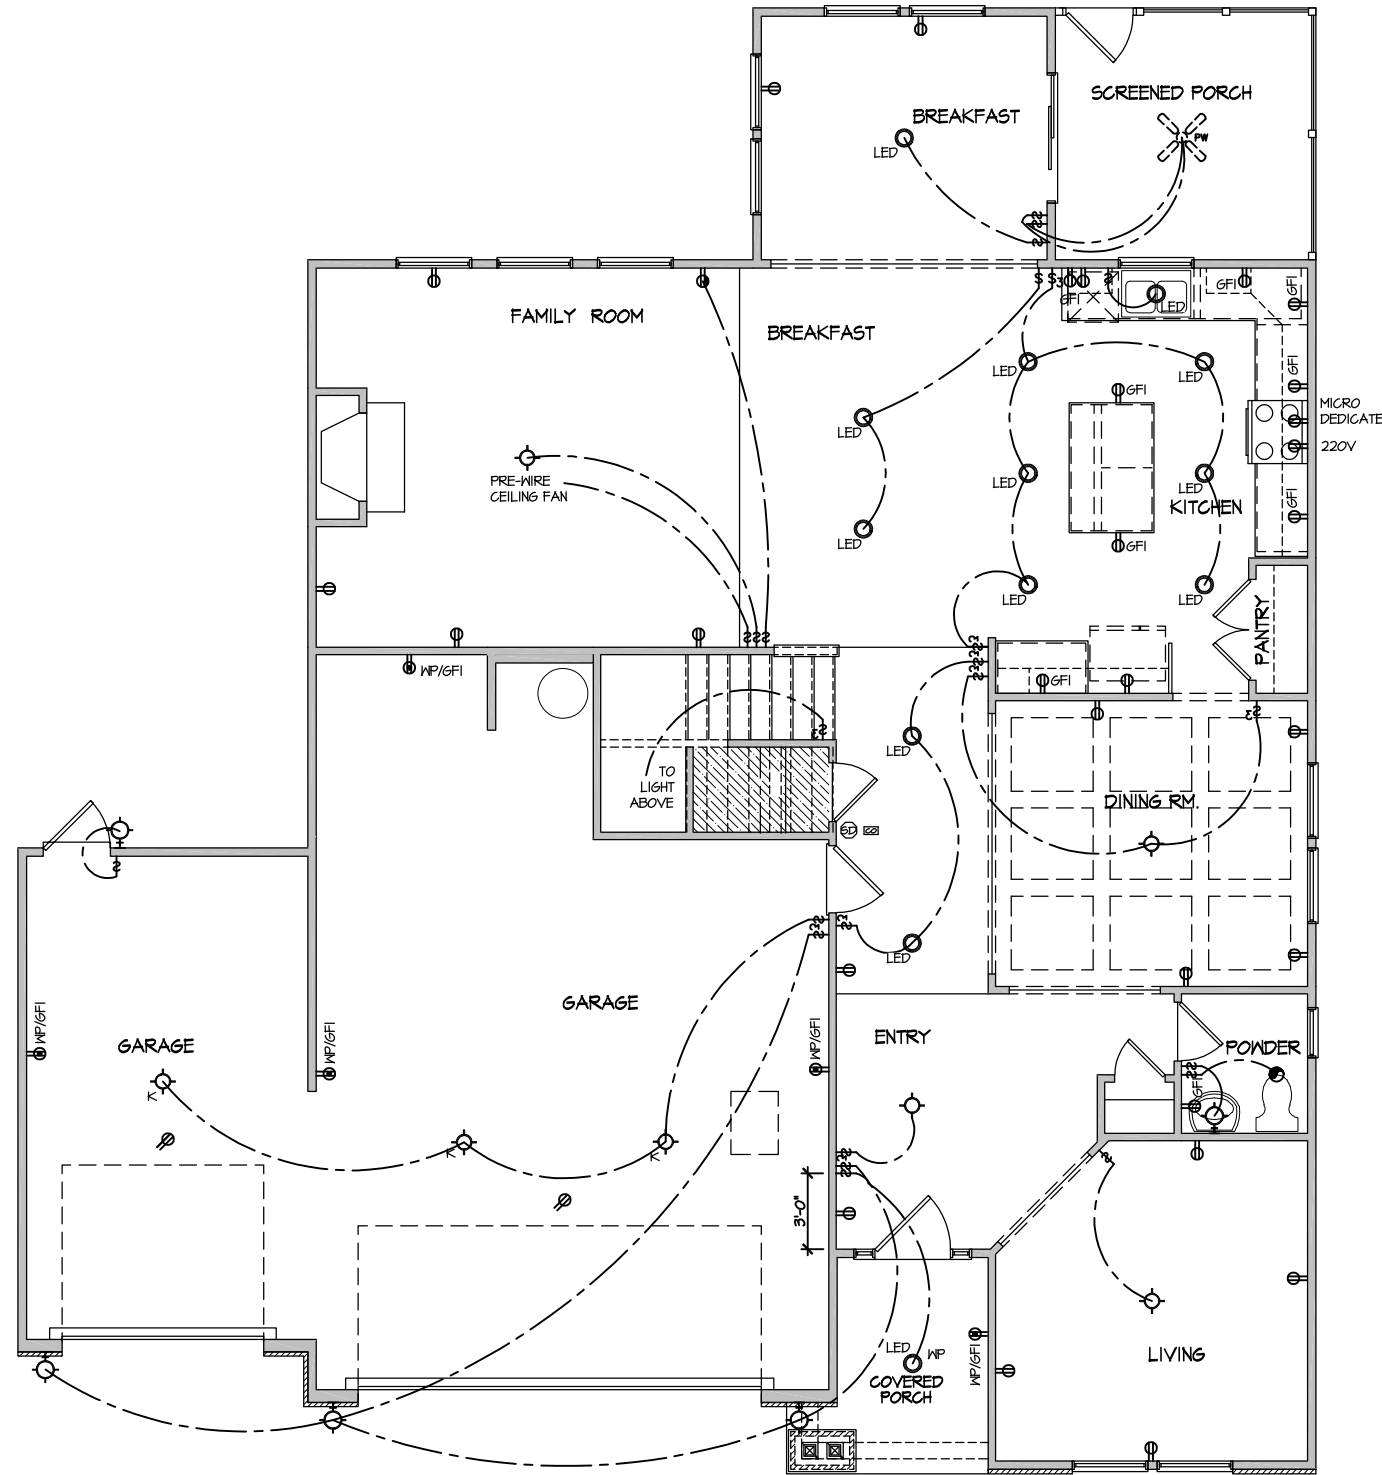 SCREENED PORCH
BREAKFAST
PW
LED
GFI
GFI
GFI
LED
FAMILY ROOM
BREAKFAST
LED
LED
GFI
GFI
MICRO
DEDICATE
LED
220V
PRE-WIRE
CEILING FAN
LED
LED
GFI
KITCHEN
LED
GFI
LED
LED
PANTRY
WP/GFI
GFI
LED
TO
LIGHT
ABOVE
DINING RM.
SD
LED
GARAGE
WP/GFI
WP/GFI
WP/GFI
ENTRY
GARAGE
POWDER
GFI
K
K
K
3'-0"
LED
WP
WP/GFI
LIVING
COVERED
PORCH